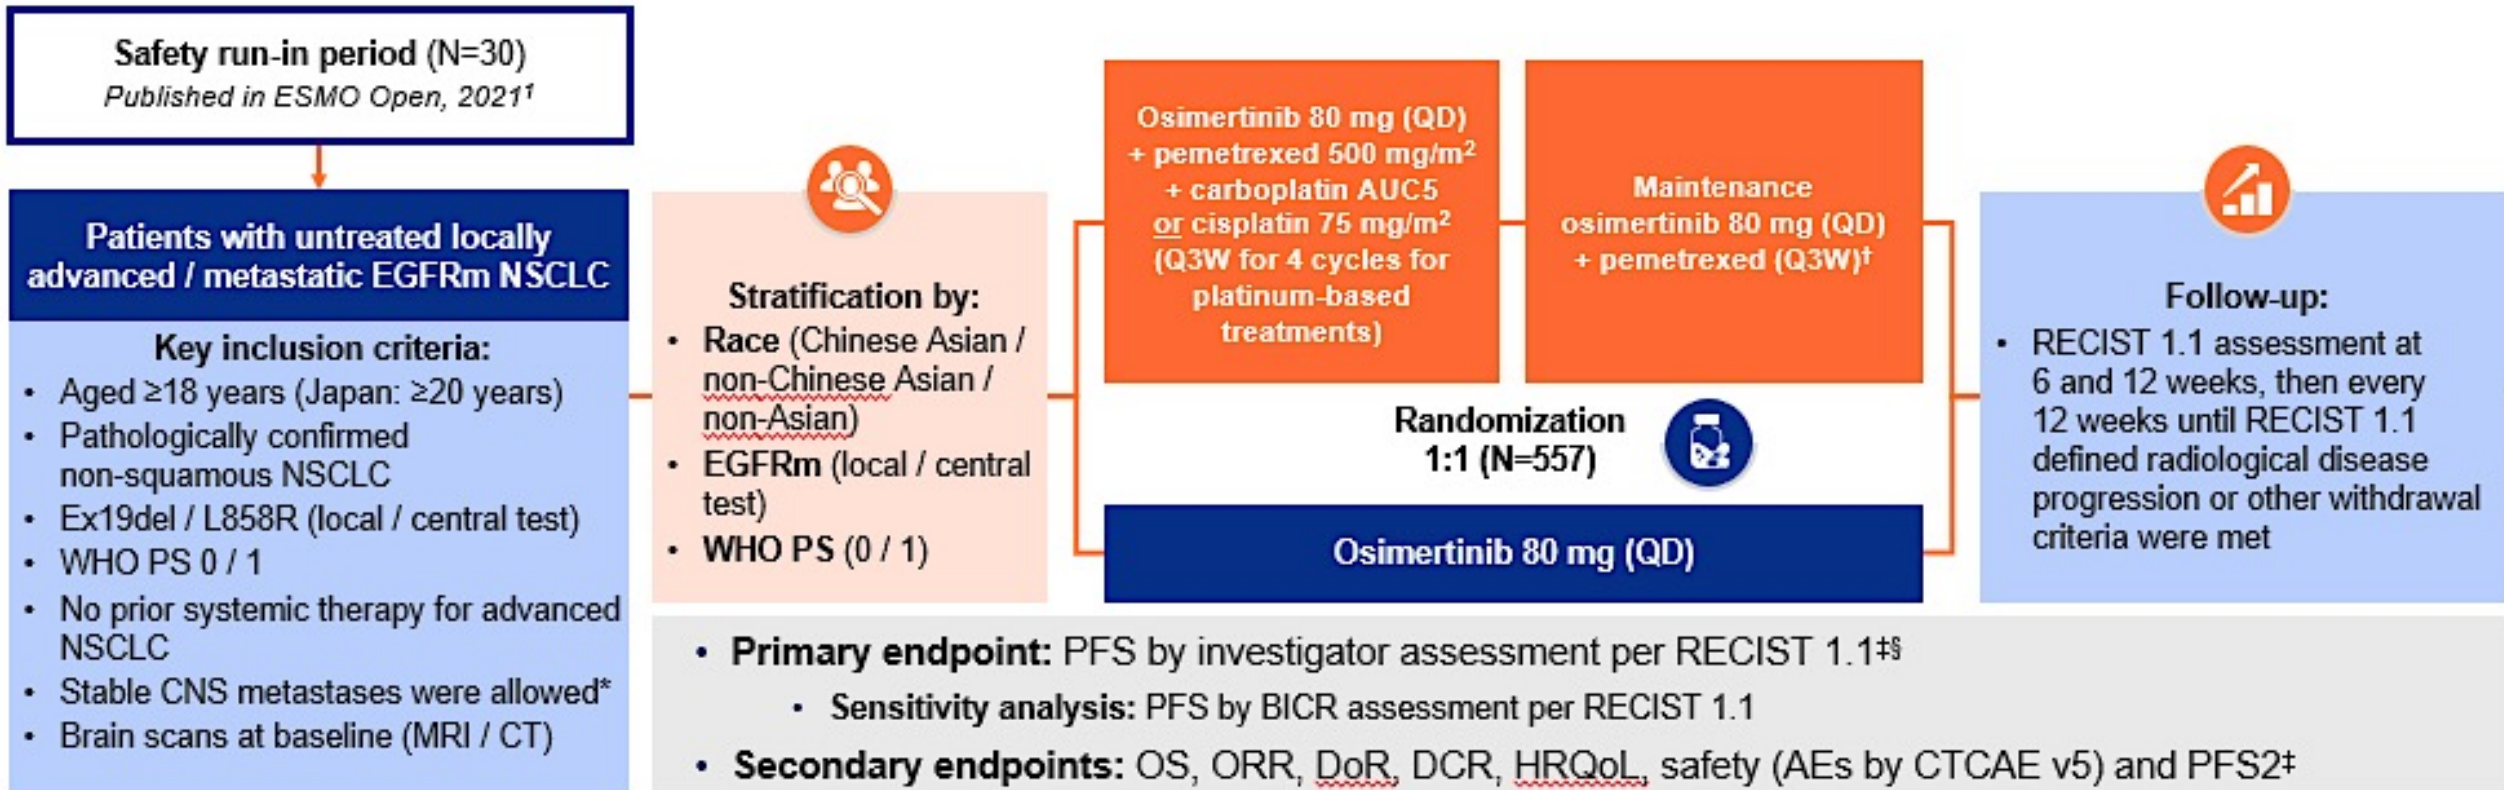 Safety run-in period (N=30)
Published in ESMO Open, 2021¹
Patients with untreated locally
advanced / metastatic EGFRm NSCLC
Key inclusion criteria:
• Aged ≥18 years (Japan: ≥20 years)
• Pathologically confirmed
non-squamous NSCLC
• Ex19del / L858R (local / central test)
• WHO PS 0 / 1
• No prior systemic therapy for advanced
NSCLC
• Stable CNS metastases were allowed*
• Brain scans at baseline (MRI / CT)
Stratification by:
• Race (Chinese Asian /
non-Chinese Asian /
non-Asian)
• EGFRm (local / central
test)
• WHO PS (0 / 1)
Osimertinib 80 mg (QD)
+ pemetrexed 500 mg/m²
+ carboplatin AUC5
or cisplatin 75 mg/m²
(Q3W for 4 cycles for
platinum-based
treatments)
Maintenance
osimertinib 80 mg (QD)
+ pemetrexed (Q3W)†
Randomization
1:1 (N=557)
Osimertinib 80 mg (QD)
Follow-up:
• RECIST 1.1 assessment at
6 and 12 weeks, then every
12 weeks until RECIST 1.1
defined radiological disease
progression or other withdrawal
criteria were met
• Primary endpoint: PFS by investigator assessment per RECIST 1.1‡§
• Sensitivity analysis: PFS by BICR assessment per RECIST 1.1
• Secondary endpoints: OS, ORR, DoR, DCR, HRQoL, safety (AEs by CTCAE v5) and PFS2‡